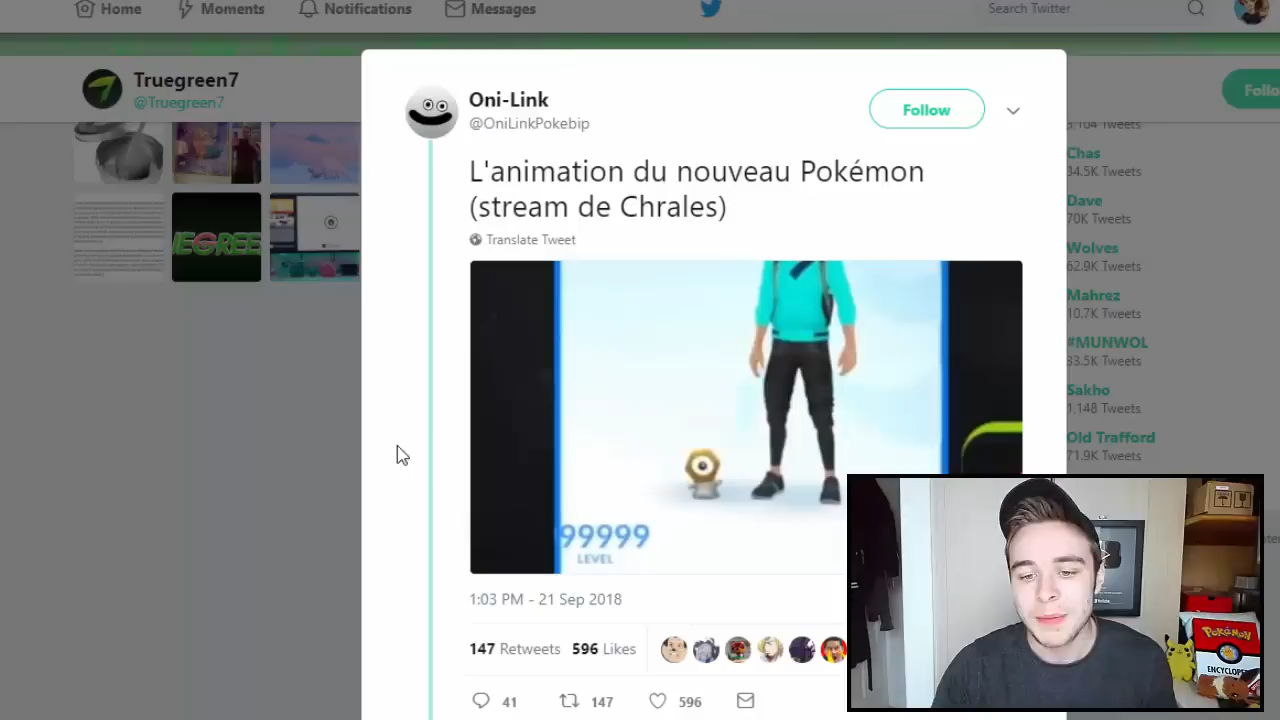 Home
Moments
Notifications
Messages
Search Twitter
Truegreen7
@Truegreen7
Oni-Link
@OniLinkPokebip
Follow
L'animation du nouveau Pokémon
(stream de Chrales)
Translate Tweet
99999
LEVEL
1:03 PM - 21 Sep 2018
147 Retweets 596 Likes
41
147
596
Chas
34.5K Tweets
Dave
70K Tweets
Wolves
62.9K Tweets
Mahrez
10.7K Tweets
#MUNWOL
33.5K Tweets
Sakho
1,148 Tweets
Old Trafford
71.9K Tweets
POKéMON